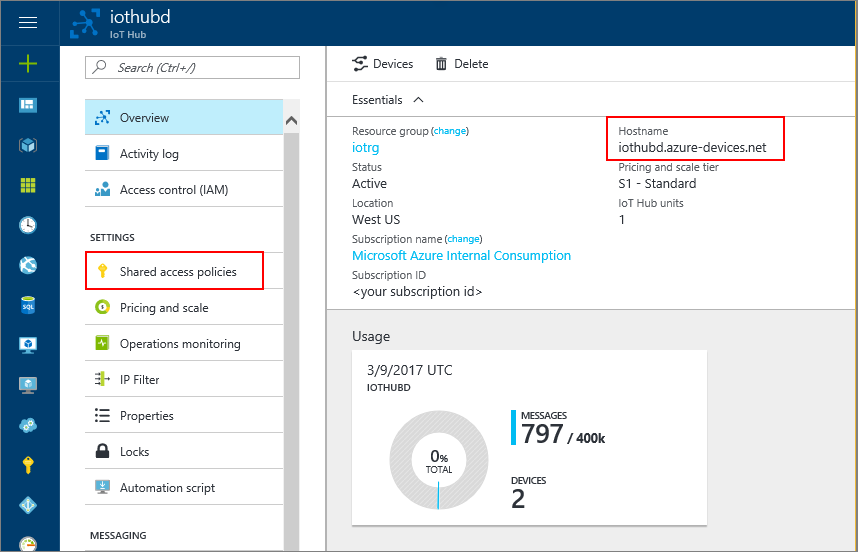 iothubd
IoT Hub
Search (Ctrl+/)
Overview
Activity log
Access control (IAM)
SETTINGS
Shared access policies
Pricing and scale
Operations monitoring
IP Filter
Properties
Locks
Automation script
MESSAGING
Devices
Delete
Essentials
Resource group (change)
iotrg
Status
Active
Location
West US
Subscription name (change)
Microsoft Azure Internal Consumption
Subscription ID
<your subscription id>
Hostname
iothubd.azure-devices.net
Pricing and scale tier
S1 - Standard
IoT Hub units
1
Usage
3/9/2017 UTC
IOTHUBD
0%
TOTAL
MESSAGES
797 / 400k
DEVICES
2
SQL